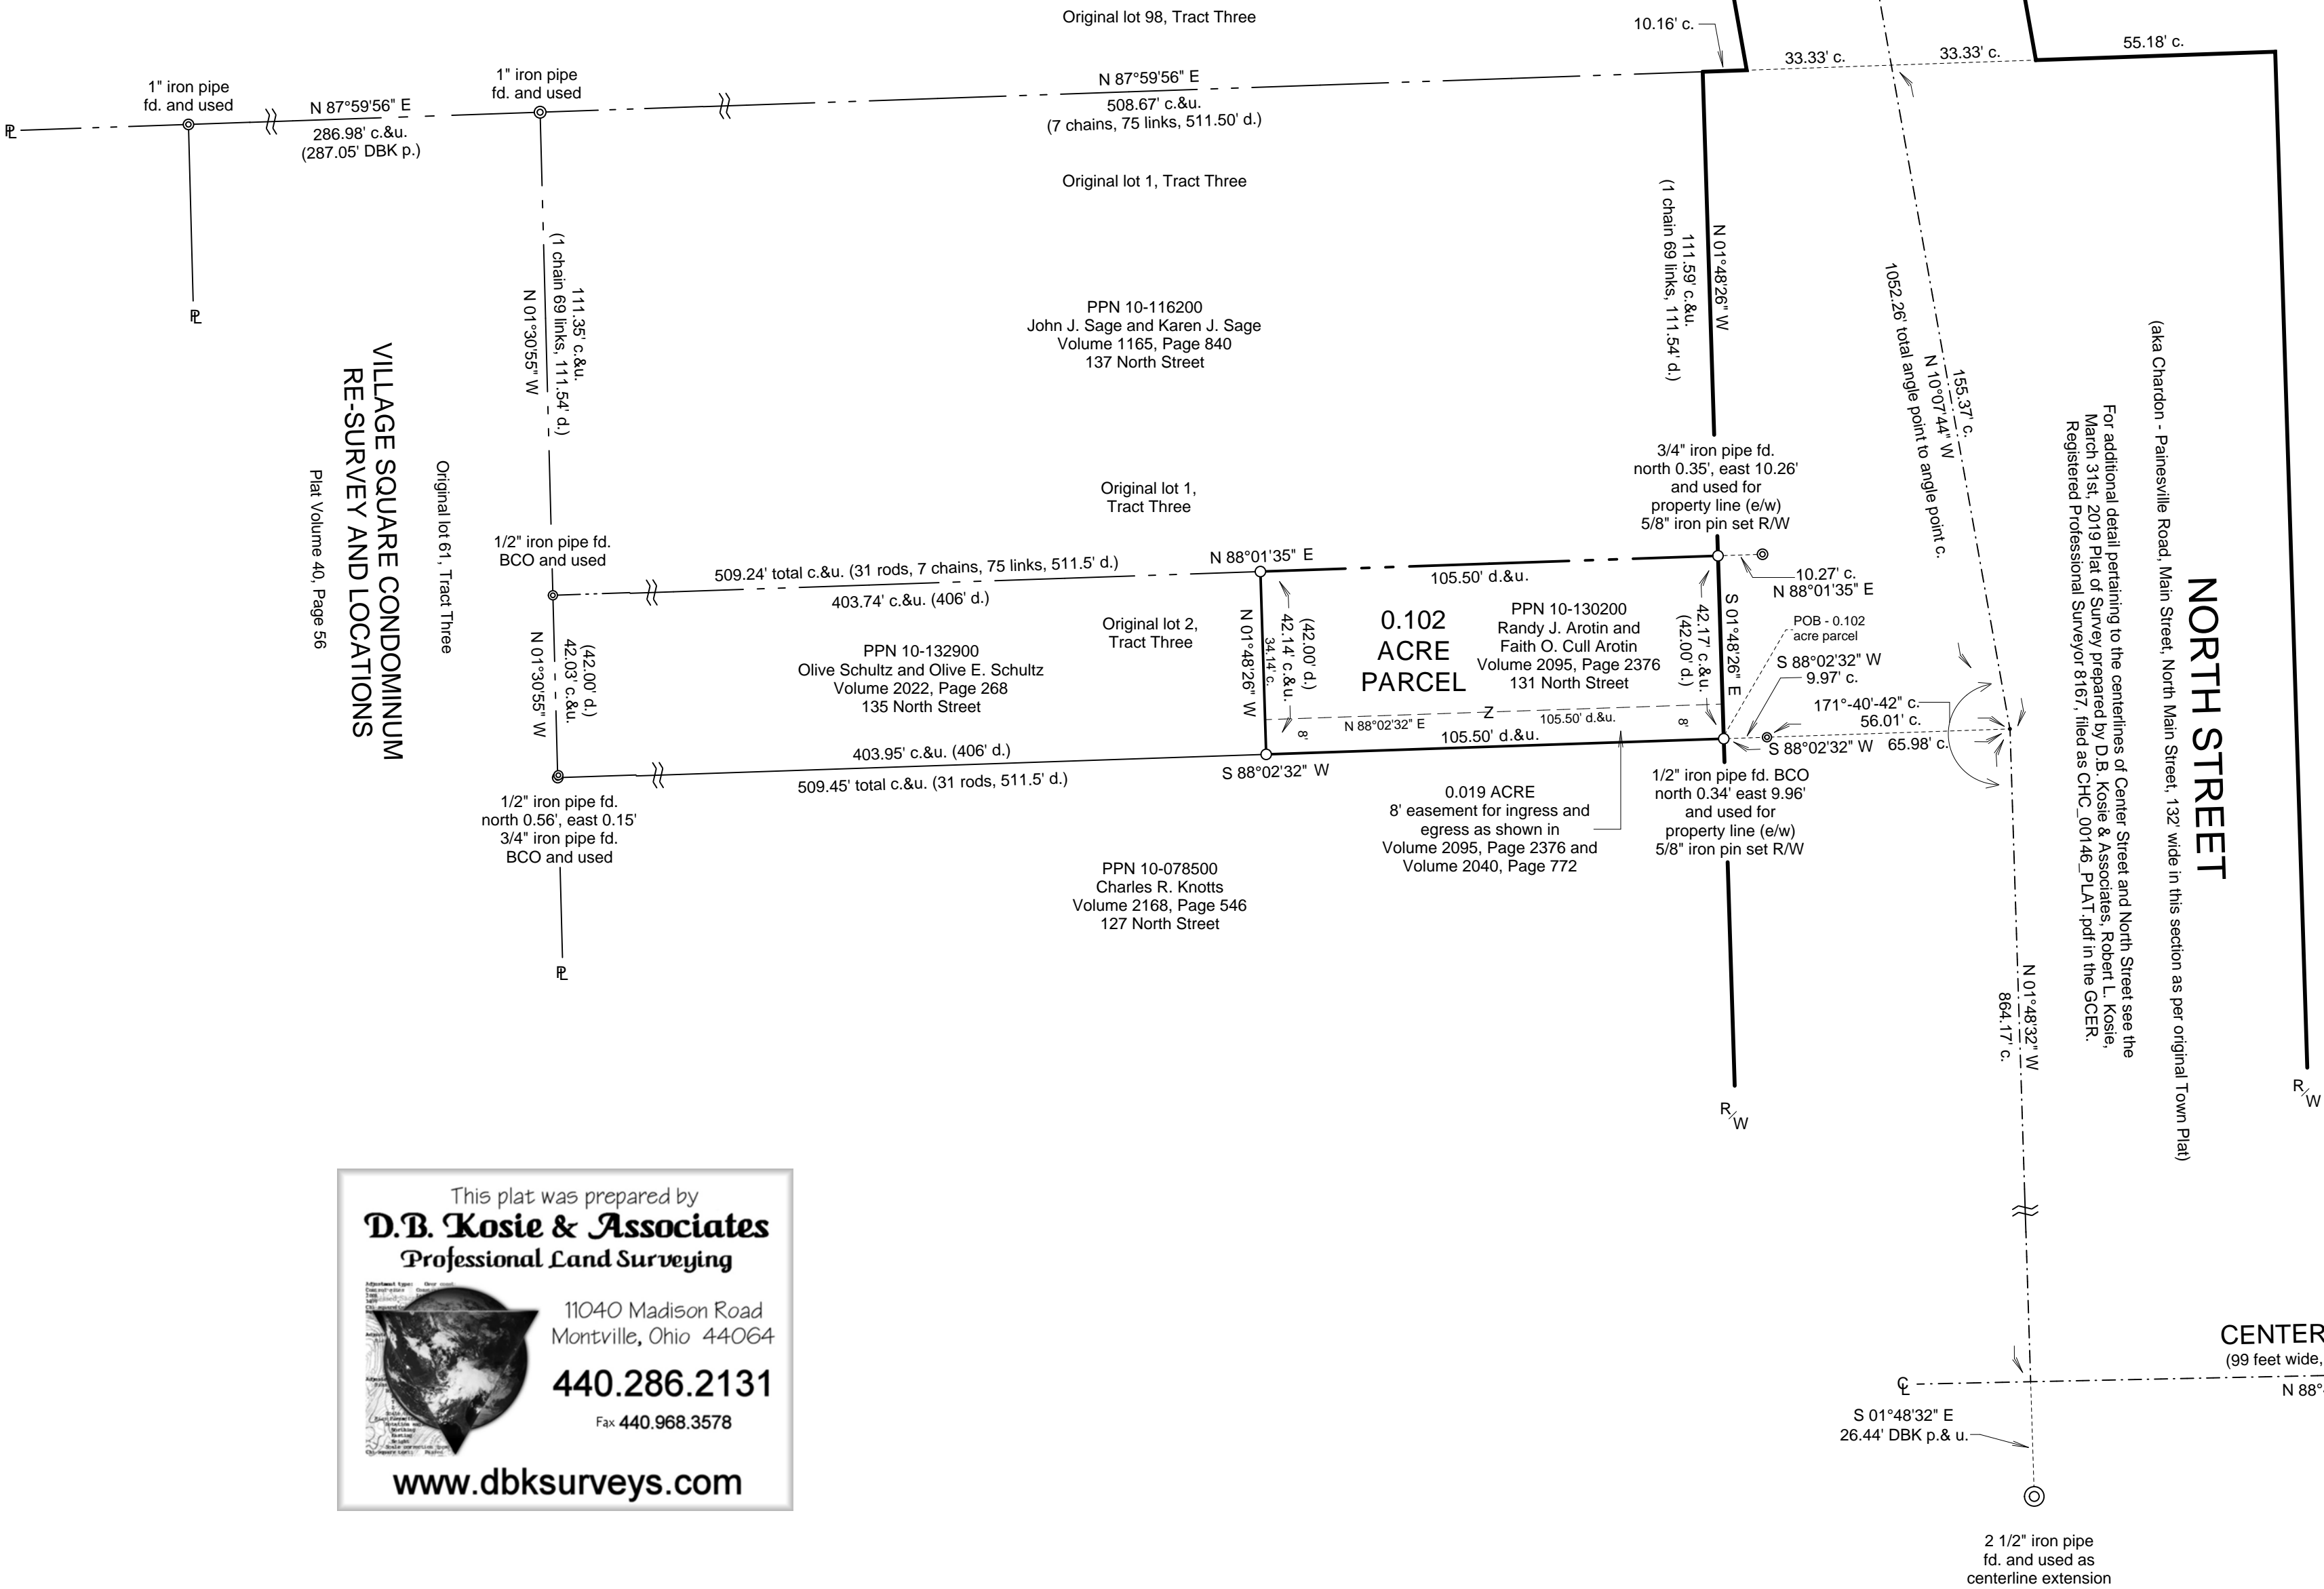 Original lot 98, Tract Three
10.16' c.
33.33' c.
33.33' c.
55.18' c.
1" iron pipe
fd. and used
N 87°59'56" E
286.98' c.&u.
(287.05' DBK p.)
1" iron pipe
fd. and used
N 87°59'56" E
508.67' c.&u.
(7 chains, 75 links, 511.50' d.)
PL
PL
Original lot 1, Tract Three
(1 chain 69 links, 111.54' d.)
111.35' c.&u.
N 01°30'55" W
PPN 10-116200
John J. Sage and Karen J. Sage
Volume 1165, Page 840
137 North Street
N 01°48'26" W
111.59' c.&u.
(1 chain 69 links, 111.54' d.)
155.37' c.
N 10°07'44" W
1052.26' total angle point to angle point c.
NORTH STREET
(aka Chardon - Painesville Road, Main Street, North Main Street, 132' wide in this section as per original Town Plat)
For additional detail pertaining to the centerlines of Center Street and North Street see the
March 31st, 2019 Plat of Survey prepared by D.B. Kosie & Associates, Robert L. Kosie,
Registered Professional Surveyor 8167, filed as CHC_00146_PLAT.pdf in the GCER.
VILLAGE SQUARE CONDOMINUM
RE-SURVEY AND LOCATIONS
Plat Volume 40, Page 56
Original lot 61, Tract Three
Original lot 1,
Tract Three
3/4" iron pipe fd.
north 0.35', east 10.26'
and used for
property line (e/w)
5/8" iron pin set R/W
1/2" iron pipe fd.
BCO and used
509.24' total c.&u. (31 rods, 7 chains, 75 links, 511.5' d.)
N 88°01'35" E
403.74' c.&u. (406' d.)
105.50' d.&u.
10.27' c.
N 88°01'35" E
Original lot 2,
Tract Three
PPN 10-132900
Olive Schultz and Olive E. Schultz
Volume 2022, Page 268
135 North Street
(42.00' d.)
42.03' c.&u.
N 01°30'55" W
N 01°48'26" W
34.14' c.
42.14' c.&u.
(42.00' d.)
8'
0.102
ACRE
PARCEL
PPN 10-130200
Randy J. Arotin and
Faith O. Cull Arotin
Volume 2095, Page 2376
131 North Street
S 01°48'26" E
42.17' c.&u.
(42.00' d.)
8'
POB - 0.102
acre parcel
S 88°02'32" W
9.97' c.
171°-40'-42" c.
56.01' c.
S 88°02'32" W 65.98' c.
N 88°02'32" E
Z
105.50' d.&u.
105.50' d.&u.
403.95' c.&u. (406' d.)
509.45' total c.&u. (31 rods, 511.5' d.)
S 88°02'32" W
1/2" iron pipe fd.
north 0.56', east 0.15'
3/4" iron pipe fd.
BCO and used
PL
0.019 ACRE
8' easement for ingress and
egress as shown in
Volume 2095, Page 2376 and
Volume 2040, Page 772
1/2" iron pipe fd. BCO
north 0.34' east 9.96'
and used for
property line (e/w)
5/8" iron pin set R/W
PPN 10-078500
Charles R. Knotts
Volume 2168, Page 546
127 North Street
N 01°48'32" W
864.17' c.
R/W
R/W
This plat was prepared by
D.B. Kosie & Associates
Professional Land Surveying
11040 Madison Road
Montville, Ohio 44064
440.286.2131
Fax 440.968.3578
www.dbksurveys.com
CENTER
(99 feet wide,
N 88°
CL
S 01°48'32" E
26.44' DBK p.& u.
2 1/2" iron pipe
fd. and used as
centerline extension